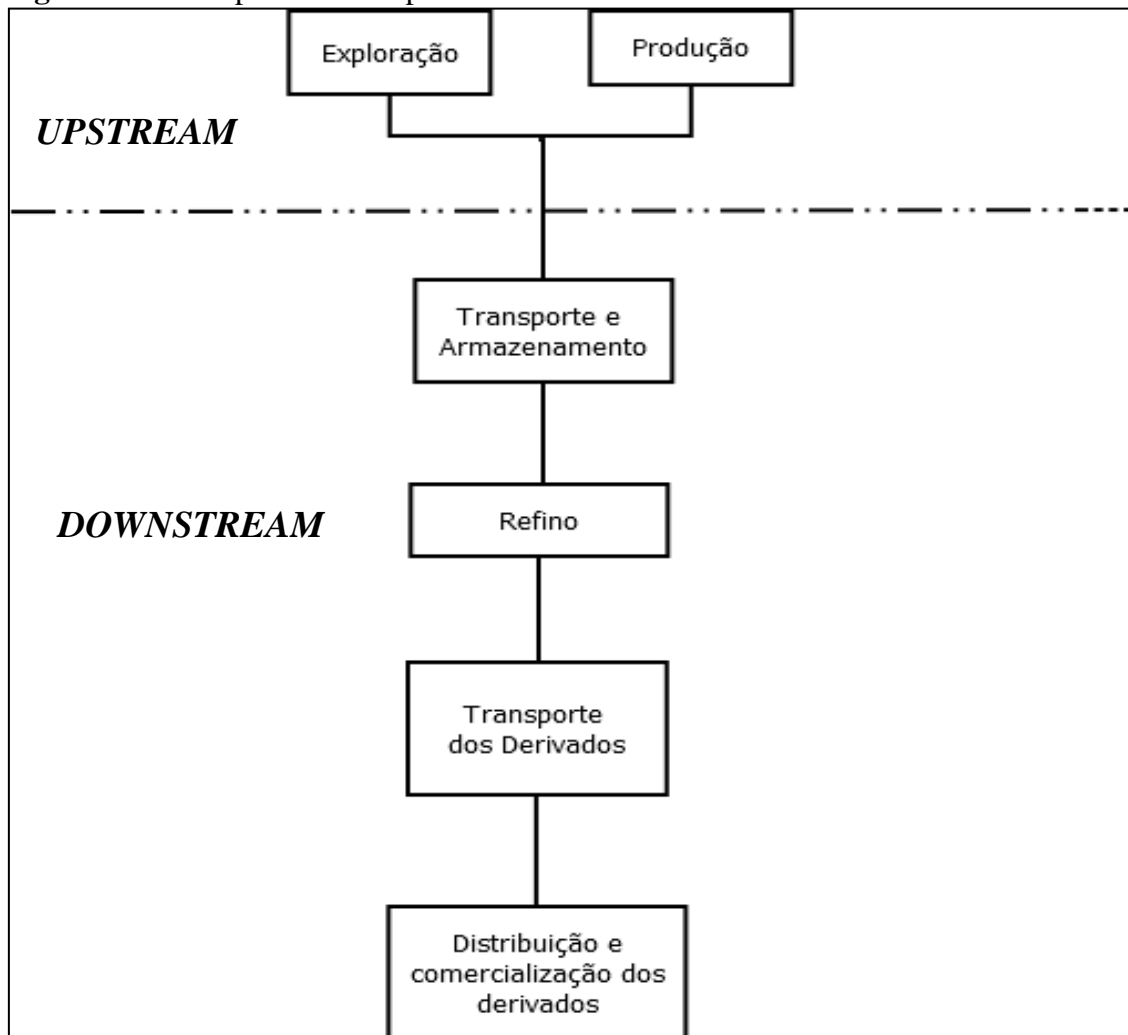 Exploração
Produção
UPSTREAM
Transporte e
Armazenamento
Refino
DOWNSTREAM
Transporte
dos Derivados
Distribuição e
comercialização dos
derivados